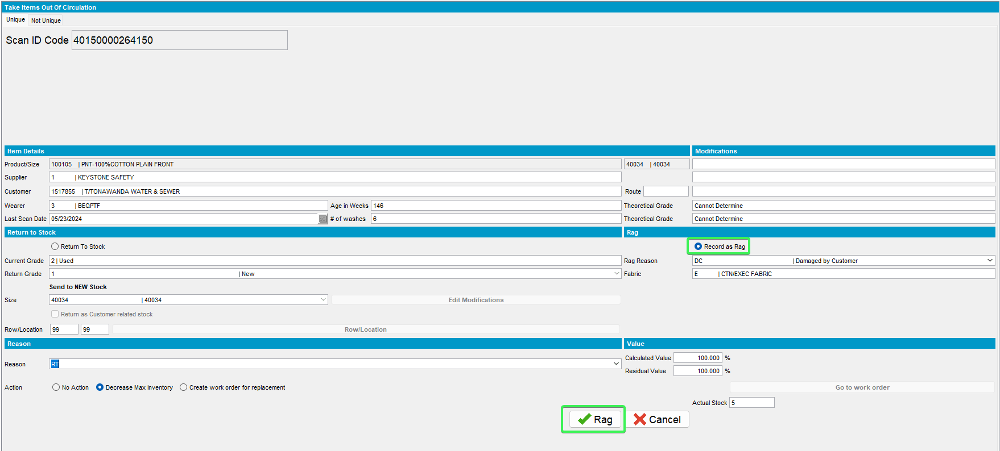 Take Items Out Of Circulation
Unique Not Unique
Scan ID Code 40150000264150
Item Details Modifications
Product/Size 100105 | PNT-100%COTTON PLAIN FRONT 40034 | 40034
Supplier 1 | KEYSTONE SAFETY
Customer 1517855 | T/TONAWANDA WATER & SEWER Route
Wearer 3 | BEQPTF Age in Weeks 146 Theoretical Grade Cannot Determine
Last Scan Date 05/23/2024 16 # of washes 6 Theoretical Grade Cannot Determine
Return to Stock Rag
Return To Stock Record as Rag
Current Grade 2 | Used Rag Reason DC | Damaged by Customer
Return Grade 1 | New Fabric E | CTN/EXEC FABRIC
Send to NEW Stock
Size 40034 | 40034 Edit Modifications
Return as Customer related stock
Row/Location 99 99 Row/Location
Reason Value
Calculated Value 100.000 %
Reason RT
Residual Value 100.000 %
Action No Action Decrease Max inventory Create work order for replacement Go to work order
Actual Stock 5
Rag Cancel